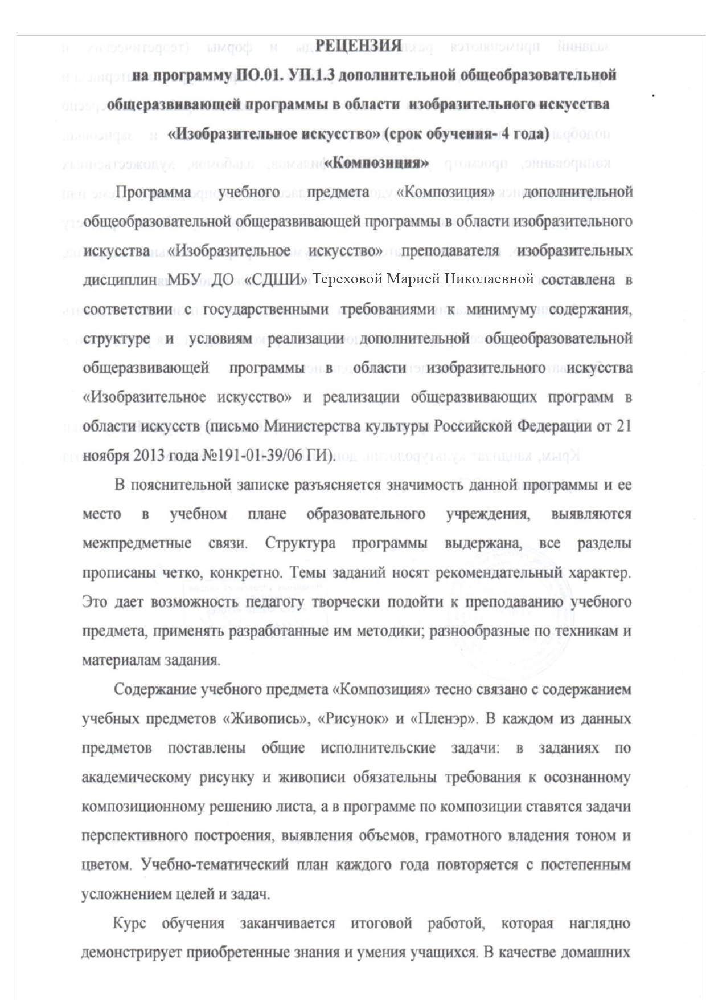 РЕЦЕНЗИЯ
на программу ПО.01. УП.1.3 дополнительной общеобразовательной
общеразвивающей программы в области изобразительного искусства
«Изобразительное искусство» (срок обучения- 4 года)
«Композиция»
Программа учебного предмета «Композиция» дополнительной
общеобразовательной общеразвивающей программы в области изобразительного
искусства «Изобразительное искусство» преподавателя изобразительных
дисциплин МБУ ДО «СДШИ» Тереховой Марией Николаевной составлена в
соответствии с государственными требованиями к минимуму содержания,
структуре и условиям реализации дополнительной общеобразовательной
общеразвивающей программы в области изобразительного искусства
«Изобразительное искусство» и реализации общеразвивающих программ в
области искусств (письмо Министерства культуры Российской Федерации от 21
ноября 2013 года №191-01-39/06 ГИ).
В пояснительной записке разъясняется значимость данной программы и ее
место в учебном плане образовательного учреждения, выявляются
межпредметные связи. Структура программы выдержана, все разделы
прописаны четко, конкретно. Темы заданий носят рекомендательный характер.
Это дает возможность педагогу творчески подойти к преподаванию учебного
предмета, применять разработанные им методики; разнообразные по техникам и
материалам задания.
Содержание учебного предмета «Композиция» тесно связано с содержанием
учебных предметов «Живопись», «Рисунок» и «Пленэр». В каждом из данных
предметов поставлены общие исполнительские задачи: в заданиях по
академическому рисунку и живописи обязательны требования к осознанному
композиционному решению листа, а в программе по композиции ставятся задачи
перспективного построения, выявления объемов, грамотного владения тоном и
цветом. Учебно-тематический план каждого года повторяется с постепенным
усложнением целей и задач.
Курс обучения заканчивается итоговой работой, которая наглядно
демонстрирует приобретенные знания и умения учащихся. В качестве домашних